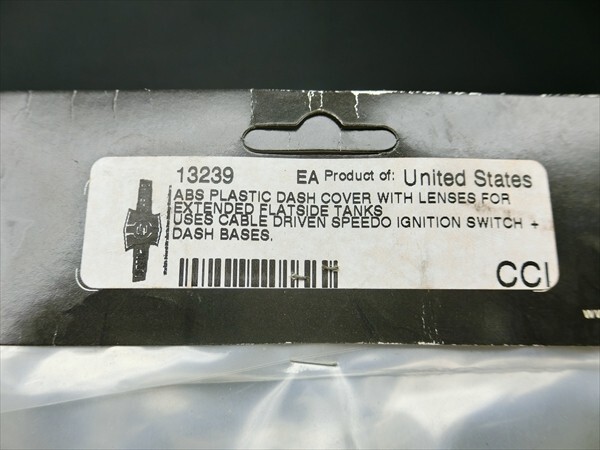 13239 EA Product of: United States
ABS PLASTIC DASH COVER WITH LENSES FOR
EXTENDED FLATSIDE TANKS
USES CABLE DRIVEN SPEEDO IGNITION SWITCH +
DASH BASES.
CCI